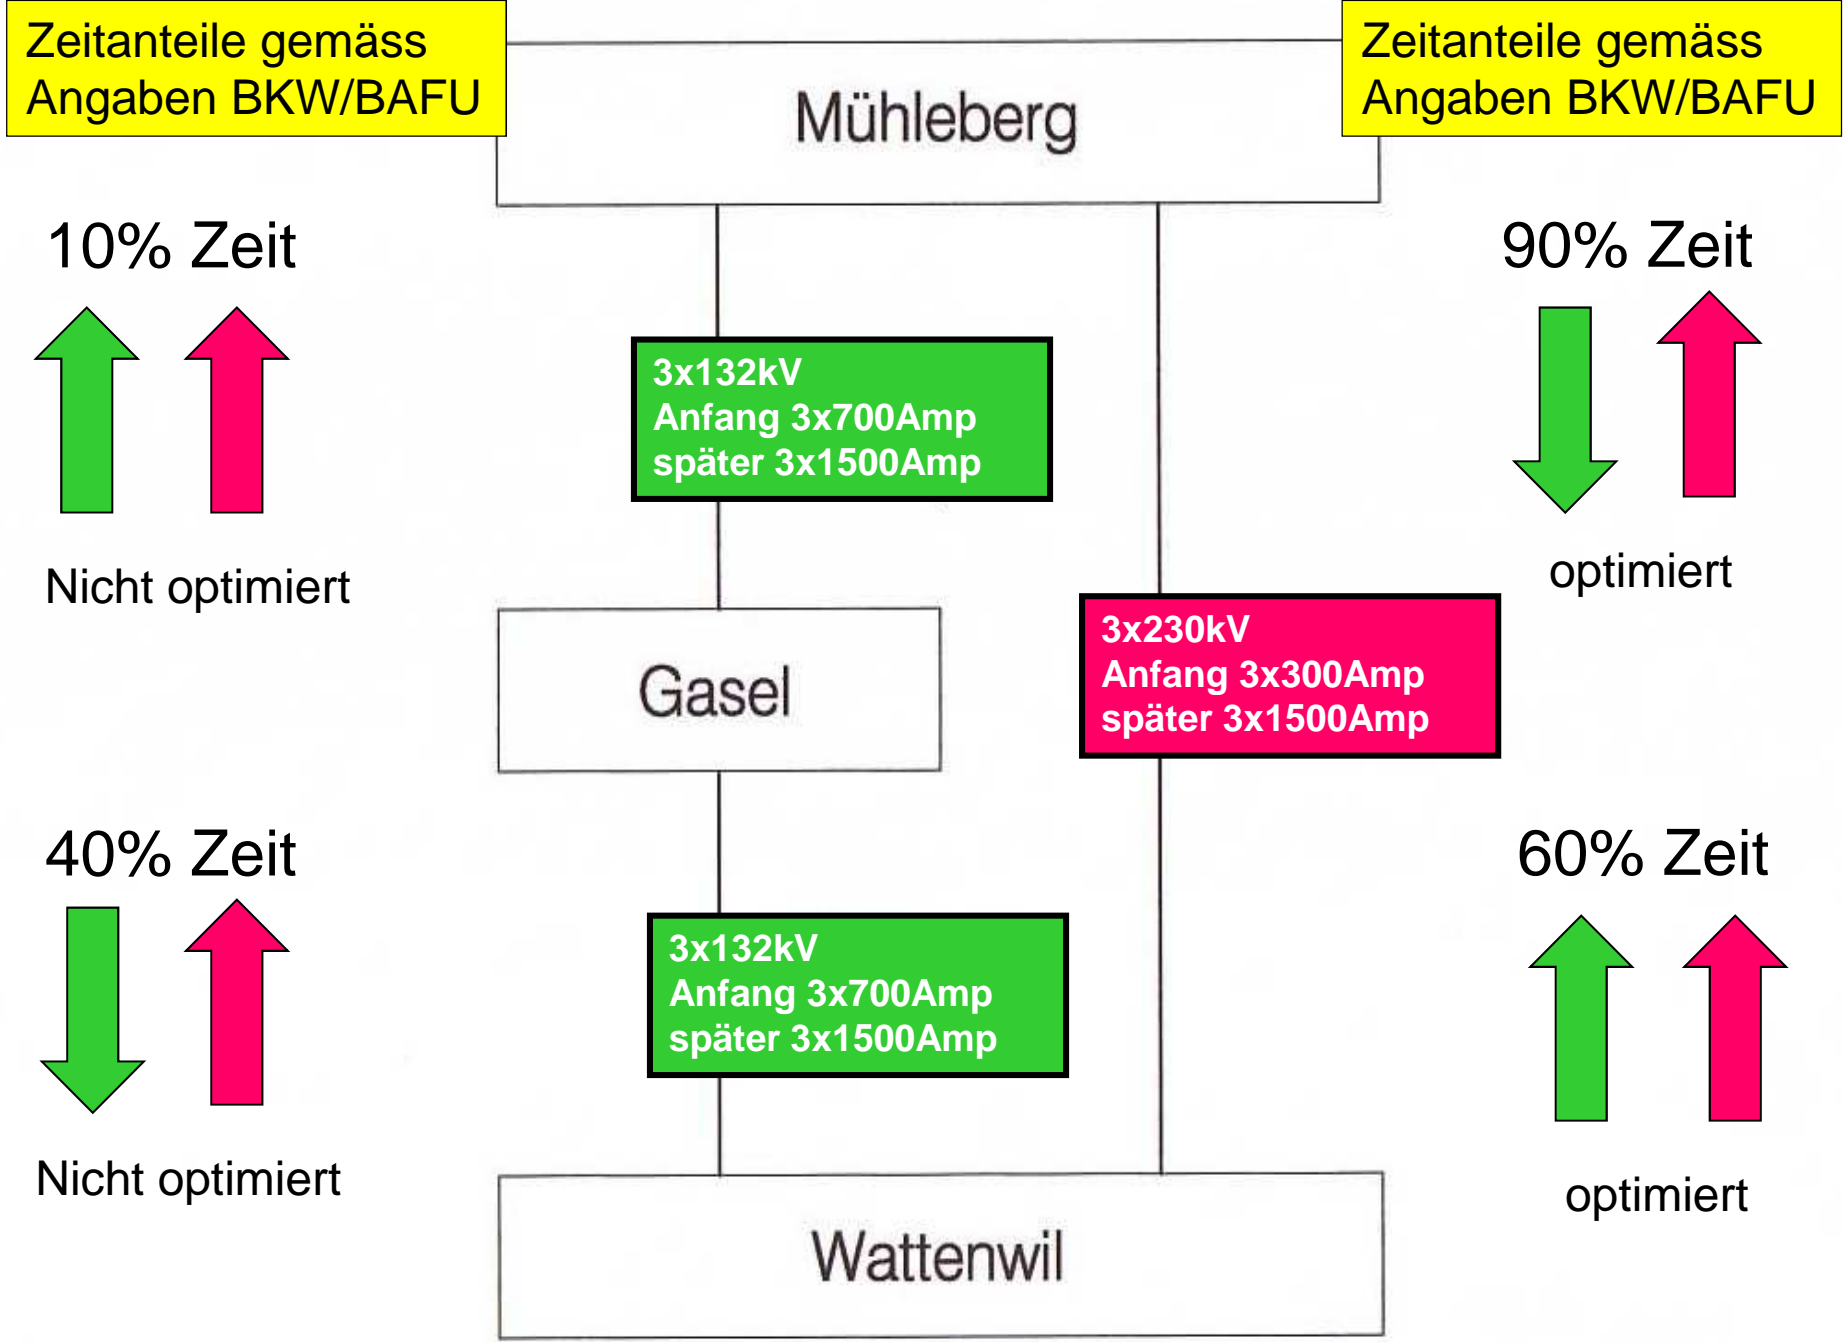 Zeitanteile gemäss
Angaben BKW/BAFU
Zeitanteile gemäss
Angaben BKW/BAFU
Mühleberg
10% Zeit
90% Zeit
3x132kV
Anfang 3x700Amp
später 3x1500Amp
Nicht optimiert
optimiert
Gasel
3x230kV
Anfang 3x300Amp
später 3x1500Amp
40% Zeit
60% Zeit
3x132kV
Anfang 3x700Amp
später 3x1500Amp
Nicht optimiert
optimiert
Wattenwil